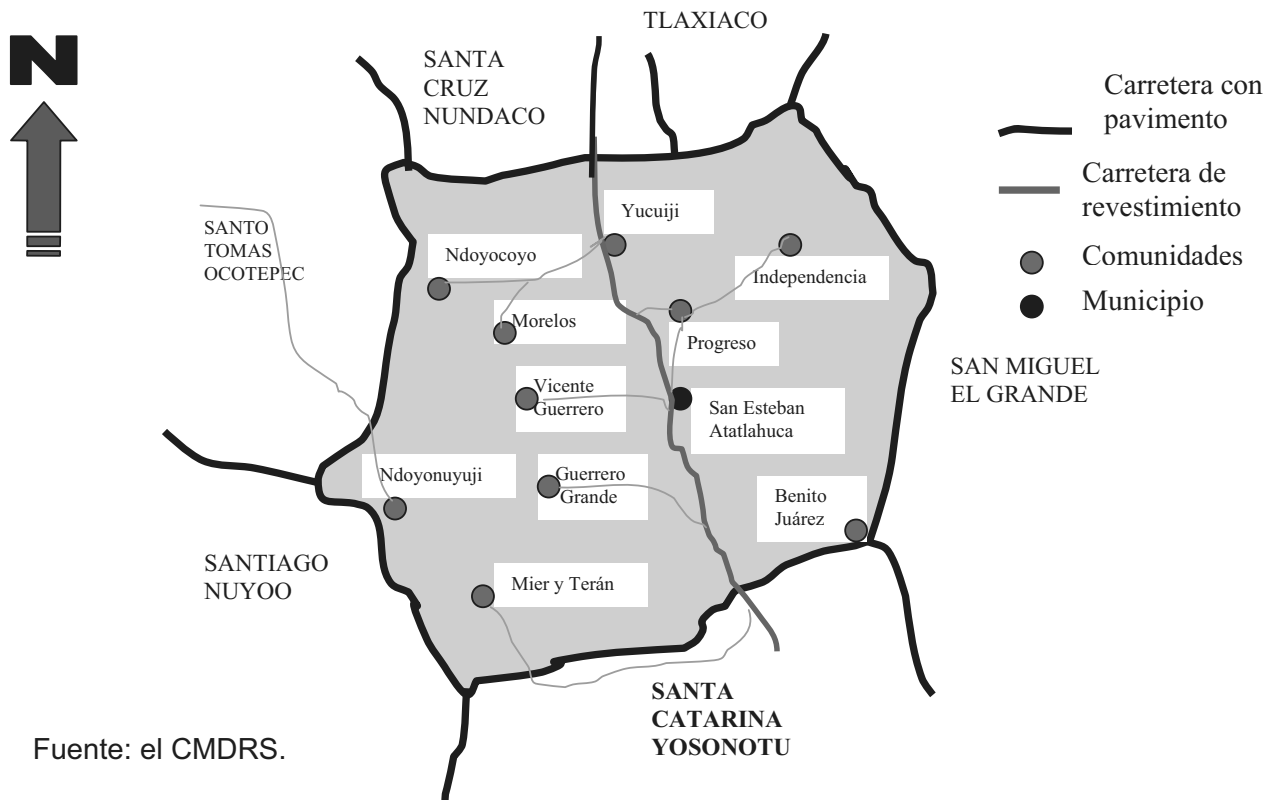 TLAXIACO
N
SANTA
CRUZ
NUNDACO
Carretera con
pavimento
Carretera de
revestimiento
Comunidades
Municipio
SANTO
TOMAS
OCOTEPEC
Yucuiji
Ndoyocoyo
Independencia
Morelos
Progreso
SAN MIGUEL
EL GRANDE
Vicente
Guerrero
San Esteban
Atatlahuca
Ndoyonuyuji
Guerrero
Grande
Benito
Juárez
SANTIAGO
NUYOO
Mier y Terán
SANTA
CATARINA
YOSONOTU
Fuente: el CMDRS.